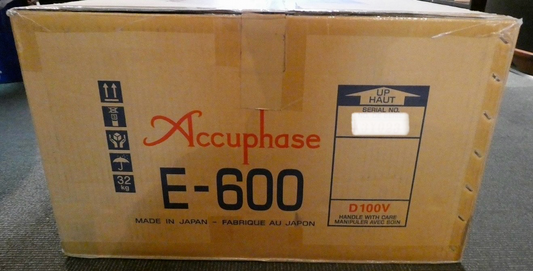 UP
HAUT
SERIAL NO.
Accuphase
E-600
32
kg
MADE IN JAPAN - FABRIQUE AU JAPON
D100V
HANDLE WITH CARE
MANIPULER AVEC SOIN